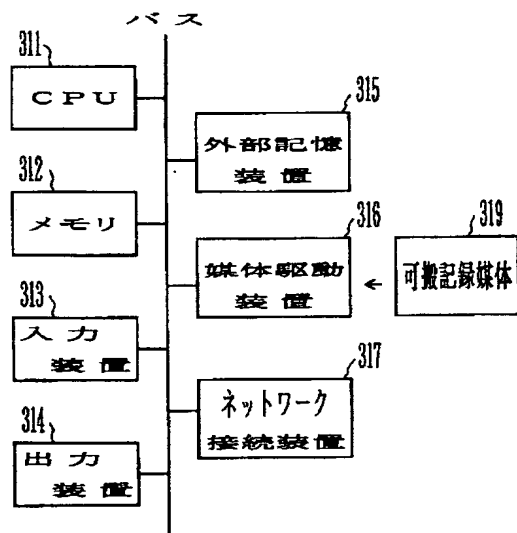 バス
311
CPU
312
メモリ
313
入力
装置
314
出力
装置
315
外部記憶
装置
316
媒体駆動
装置
317
ネットワーク
接続装置
319
可搬記録媒体